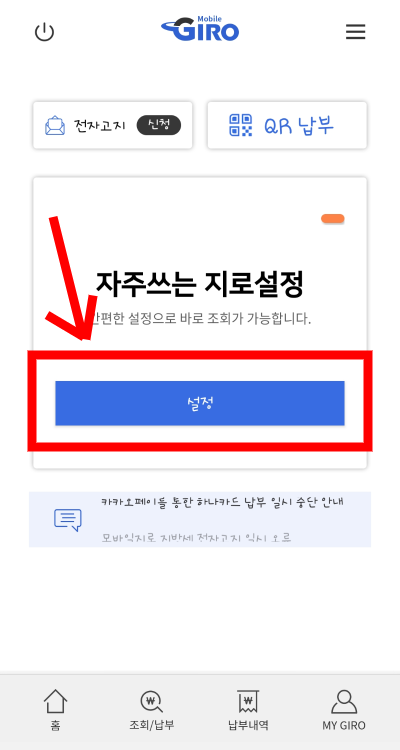 Mobile
GIRO
전자고지 신청
QR 납부
자주쓰는 지로설정
간편한 설정으로 바로 조회가 가능합니다.
설정
카카오페이를 통한 하나카드 납부 일시 중단 안내
모바일지로 지방세 전자고지 일시 오르
홈
조회/납부
납부내역
MY GIRO